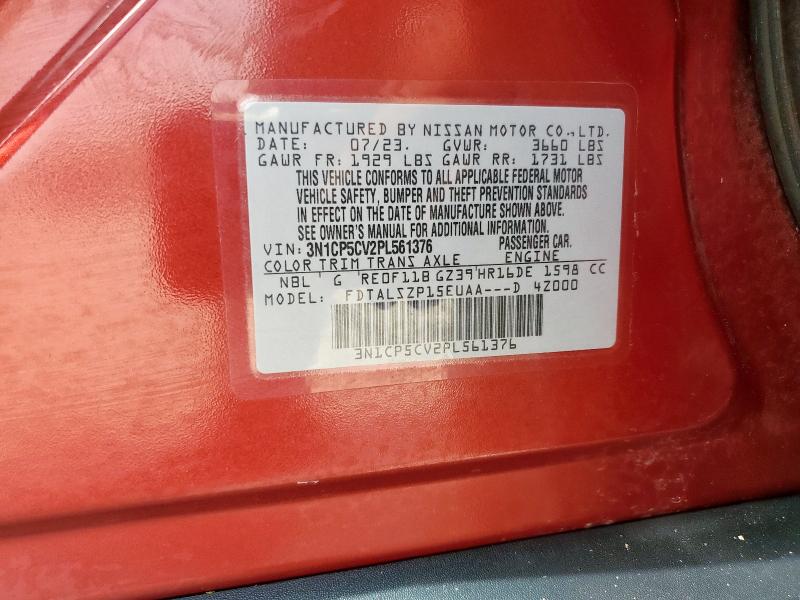 MANUFACTURED BY NISSAN MOTOR CO.,LTD.
DATE: 07/23. GVWR: 3660 LBS
GAWR FR: 1929 LBS GAWR RR: 1731 LBS
THIS VEHICLE CONFORMS TO ALL APPLICABLE FEDERAL MOTOR
VEHICLE SAFETY, BUMPER AND THEFT PREVENTION STANDARDS
IN EFFECT ON THE DATE OF MANUFACTURE SHOWN ABOVE.
SEE OWNER'S MANUAL FOR ADDITIONAL INFORMATION.
VIN: 3N1CP5CV2PL561376 PASSENGER CAR.
COLOR TRIM TRANS AXLE ENGINE
NBL ' G RE0F11B GZ39'HR16DE 1598 CC
MODEL: FDTALSZP15EUAA---D 4Z000
3N1CP5CV2PL561376